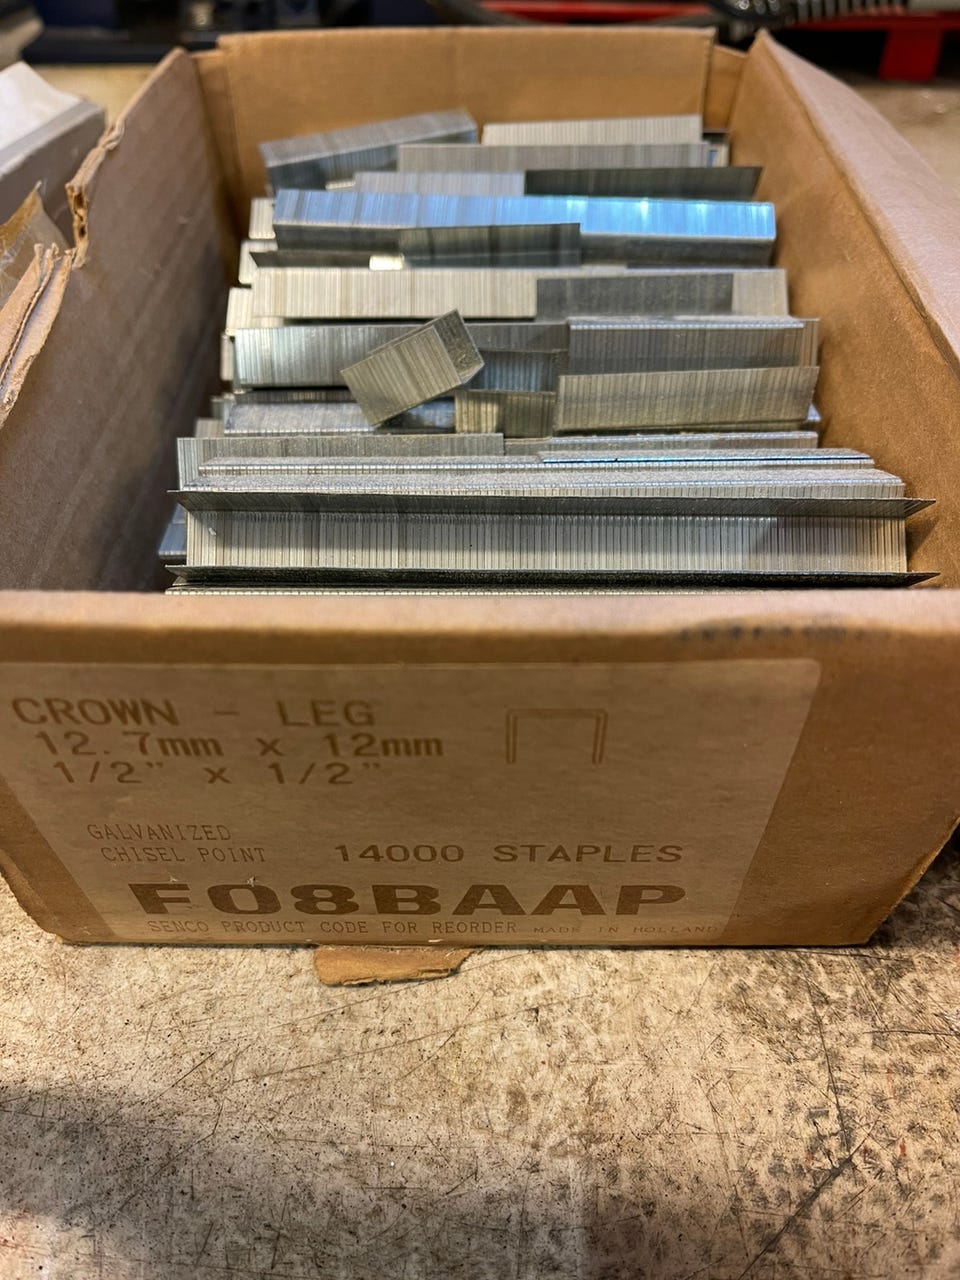 CROWN - LEG
12.7mm x 12mm
1/2" x 1/2"
GALVANIZED
CHISEL POINT 14000 STAPLES
F08BAAP
SENCO PRODUCT CODE FOR REORDER MADE IN HOLLAND